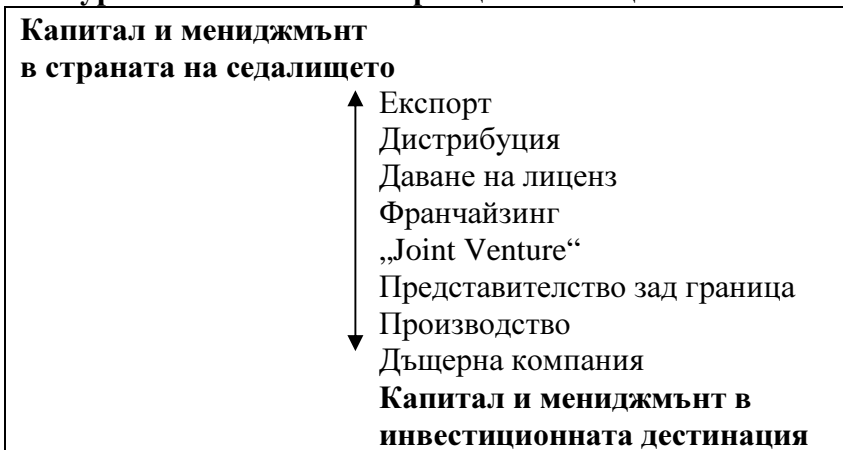 Капитал и мениджмънт
в страната на седалището
Експорт
Дистрибуция
Даване на лиценз
Франчайзинг
„Joint Venture“
Представителство зад граница
Производство
Дъщерна компания
Капитал и мениджмънт в
инвестиционната дестинация